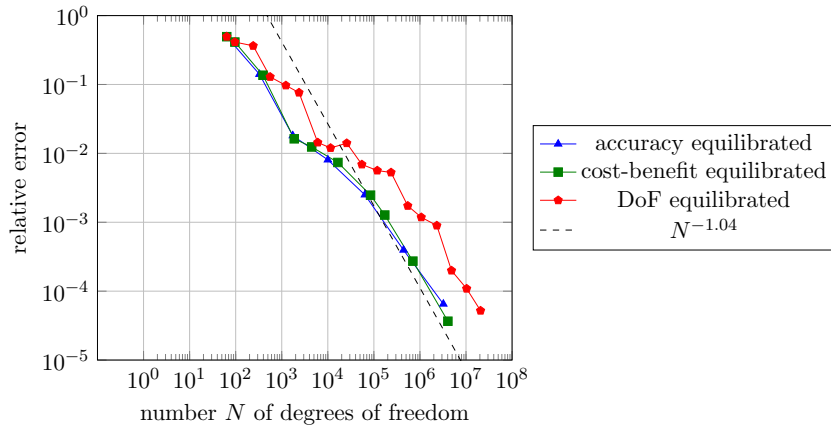 10^0
10^-1
10^-2
10^-3
10^-4
10^-5
relative error
10^0 10^1 10^2 10^3 10^4 10^5 10^6 10^7 10^8
number N of degrees of freedom
accuracy equilibrated
cost-benefit equilibrated
DoF equilibrated
N^-1.04